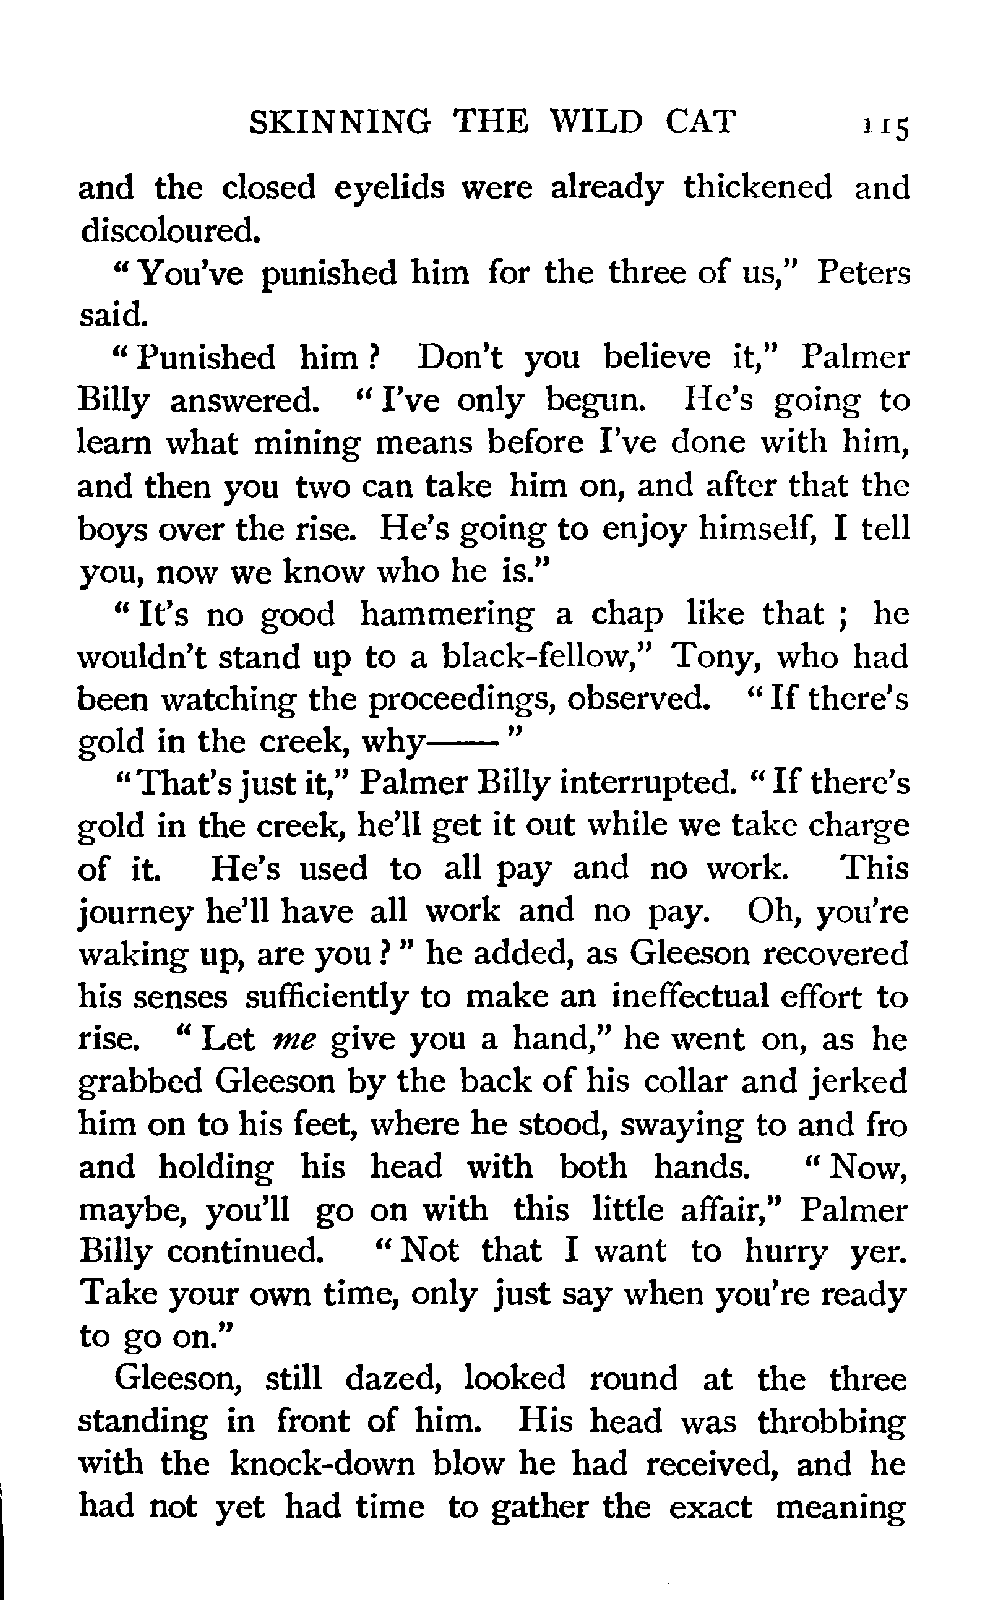 SKINNING THE WILD CAT 115
and the closed eyelids were already thickened and
discoloured.
“You've punished him for the three of us,” Peters
said.
“Punished him? Don't you believe it,” Palmer
Billy answered. “I've only begun. He's going to
learn what mining means before I've done with him,
and then you two can take him on, and after that the
boys over the rise. He's going to enjoy himself, I tell
you, now we know who he is.”
“It's no good hammering a chap like that; he
wouldn't stand up to a black-fellow,” Tony, who had
been watching the proceedings, observed. “If there's
gold in the creek, why——”
“That's just it,” Palmer Billy interrupted. “If there's
gold in the creek, he'll get it out while we take charge
of it. He's used to all pay and no work. This
journey he'll have all work and no pay. Oh, you're
waking up, are you?” he added, as Gleeson recovered
his senses sufficiently to make an ineffectual effort to
rise. “Let me give you a hand,” he went on, as he
grabbed Gleeson by the back of his collar and jerked
him on to his feet, where he stood, swaying to and fro
and holding his head with both hands. “Now,
maybe, you'll go on with this little affair,” Palmer
Billy continued. “Not that I want to hurry yer.
Take your own time, only just say when you're ready
to go on.”
Gleeson, still dazed, looked round at the three
standing in front of him. His head was throbbing
with the knock-down blow he had received, and he
had not yet had time to gather the exact meaning